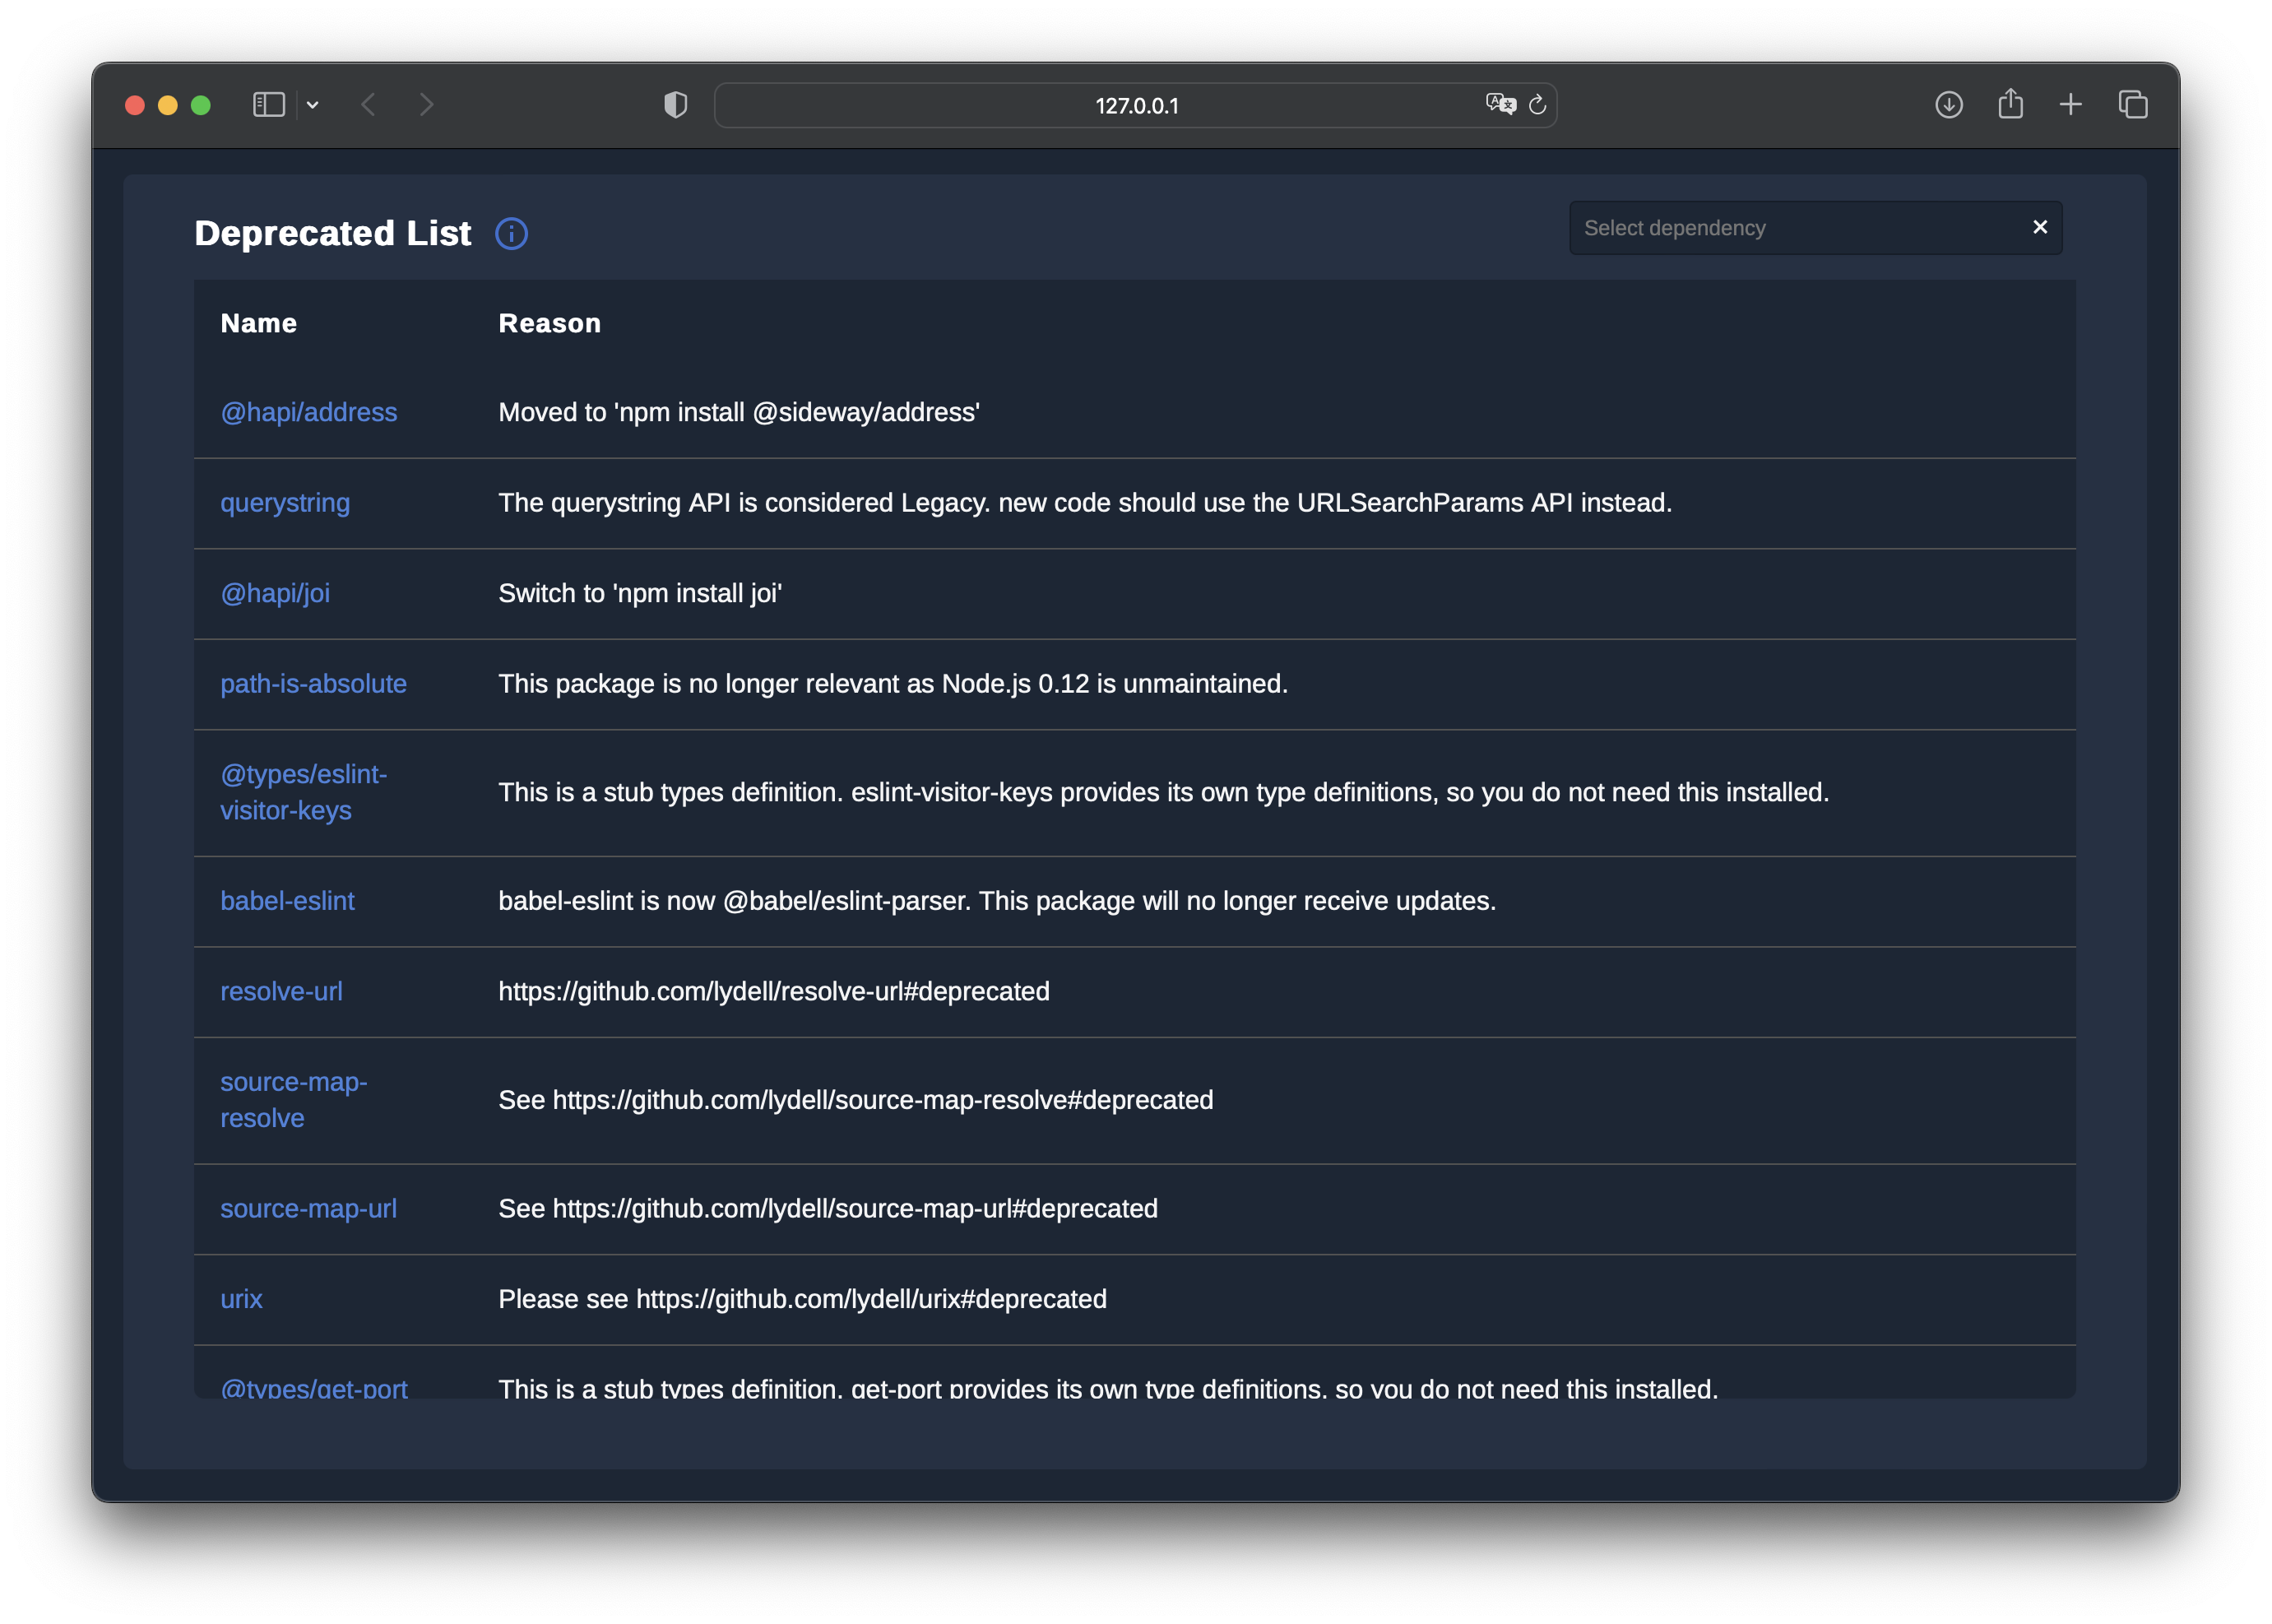 127.0.0.1
Deprecated List
Select dependency
Name Reason
@hapi/address Moved to 'npm install @sideway/address'
querystring The querystring API is considered Legacy. new code should use the URLSearchParams API instead.
@hapi/joi Switch to 'npm install joi'
path-is-absolute This package is no longer relevant as Node.js 0.12 is unmaintained.
@types/eslint-
visitor-keys
This is a stub types definition. eslint-visitor-keys provides its own type definitions, so you do not need this installed.
babel-eslint babel-eslint is now @babel/eslint-parser. This package will no longer receive updates.
resolve-url https://github.com/lydell/resolve-url#deprecated
source-map-
resolve
See https://github.com/lydell/source-map-resolve#deprecated
source-map-url See https://github.com/lydell/source-map-url#deprecated
urix Please see https://github.com/lydell/urix#deprecated
@types/get-port This is a stub types definition. get-port provides its own type definitions, so you do not need this installed.